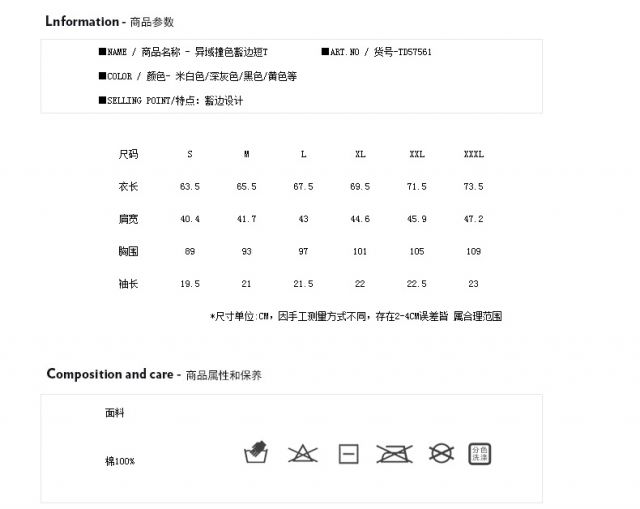 Lnformation - 商品参数
■NAME / 商品名称 - 异域撞色豁边短T ■ART.NO / 货号-TD57561
■COLOR / 颜色- 米白色/深灰色/黑色/黄色等
■SELLING POINT/特点: 豁边设计
尺码 S M L XL XXL XXXL
衣长 63.5 65.5 67.5 69.5 71.5 73.5
肩宽 40.4 41.7 43 44.6 45.9 47.2
胸围 89 93 97 101 105 109
袖长 19.5 21 21.5 22 22.5 23
*尺寸单位:CM, 因手工测量方式不同, 存在2-4CM误差皆 属合理范围
Composition and care - 商品属性和保养
面料
棉100%
分色
洗涤